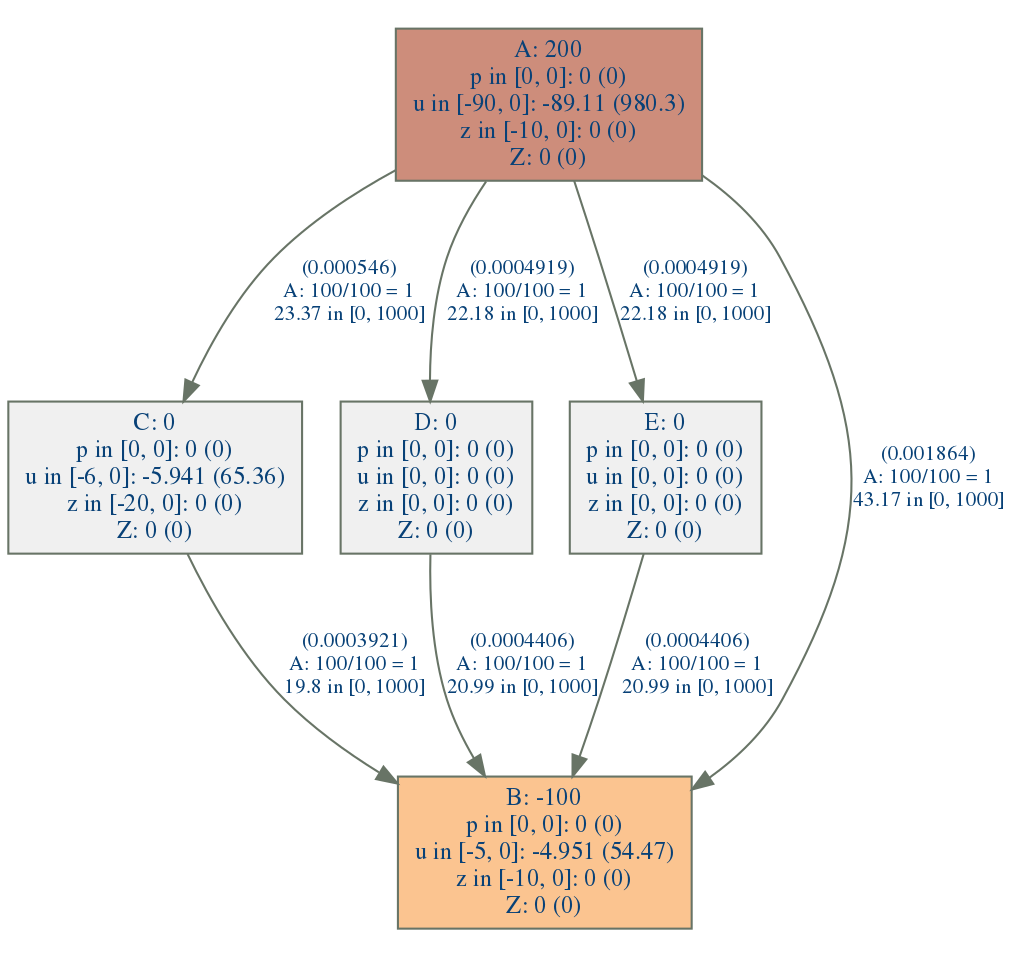 A: 200
p in [0, 0]: 0 (0)
u in [-90, 0]: -89.11 (980.3)
z in [-10, 0]: 0 (0)
Z: 0 (0)
(0.000546)
A: 100/100 = 1
23.37 in [0, 1000]
(0.0004919)
A: 100/100 = 1
22.18 in [0, 1000]
(0.0004919)
A: 100/100 = 1
22.18 in [0, 1000]
(0.001864)
A: 100/100 = 1
43.17 in [0, 1000]
C: 0
p in [0, 0]: 0 (0)
u in [-6, 0]: -5.941 (65.36)
z in [-20, 0]: 0 (0)
Z: 0 (0)
D: 0
p in [0, 0]: 0 (0)
u in [0, 0]: 0 (0)
z in [0, 0]: 0 (0)
Z: 0 (0)
E: 0
p in [0, 0]: 0 (0)
u in [0, 0]: 0 (0)
z in [0, 0]: 0 (0)
Z: 0 (0)
(0.0003921)
A: 100/100 = 1
19.8 in [0, 1000]
(0.0004406)
A: 100/100 = 1
20.99 in [0, 1000]
(0.0004406)
A: 100/100 = 1
20.99 in [0, 1000]
B: -100
p in [0, 0]: 0 (0)
u in [-5, 0]: -4.951 (54.47)
z in [-10, 0]: 0 (0)
Z: 0 (0)